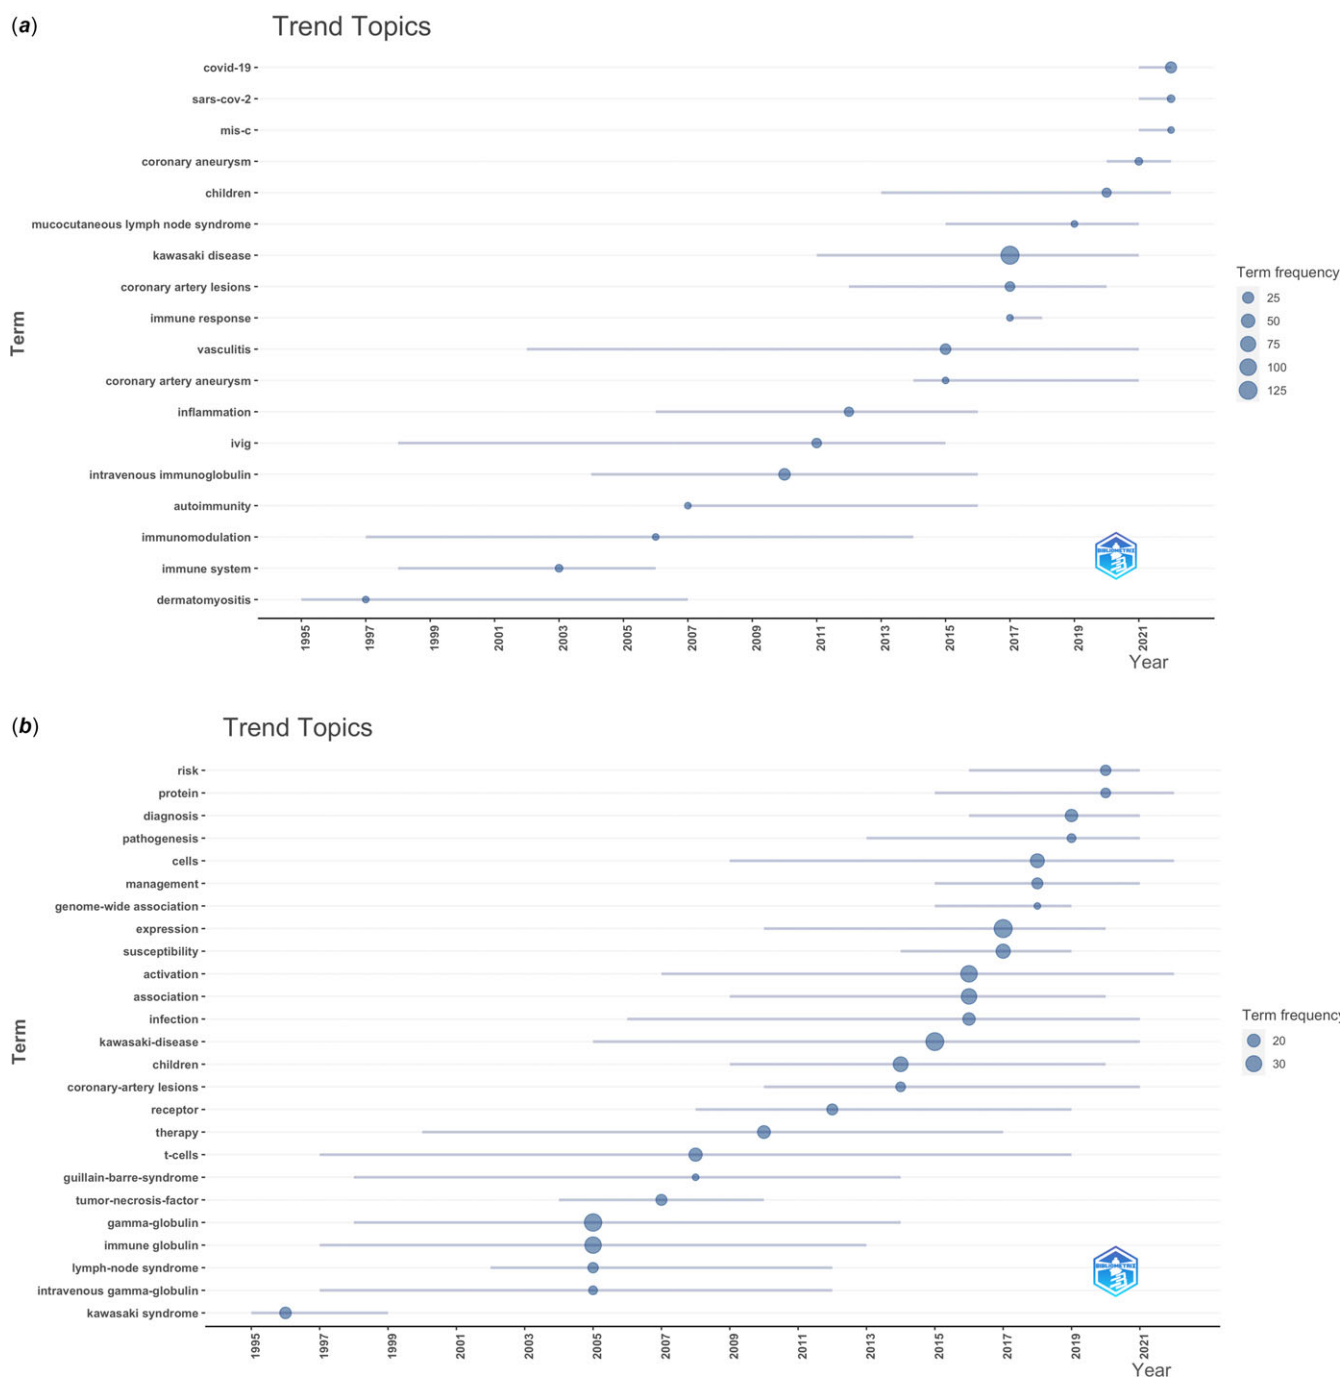 (a)
Trend Topics
covid-19
sars-cov-2
mis-c
coronary aneurysm
children
mucocutaneous lymph node syndrome
kawasaki disease
coronary artery lesions
immune response
vasculitis
coronary artery aneurysm
inflammation
ivig
intravenous immunoglobulin
autoimmunity
immunomodulation
immune system
dermatomyositis
Term
Term frequency
25
50
75
100
125
BIBLIOMETRIX
1995 1997 1999 2001 2003 2005 2007 2009 2011 2013 2015 2017 2019 2021
Year
(b)
Trend Topics
risk
protein
diagnosis
pathogenesis
cells
management
genome-wide association
expression
susceptibility
activation
association
infection
kawasaki-disease
children
coronary-artery lesions
receptor
therapy
t-cells
guillain-barre-syndrome
tumor-necrosis-factor
gamma-globulin
immune globulin
lymph-node syndrome
intravenous gamma-globulin
kawasaki syndrome
Term
Term frequency
20
30
BIBLIOMETRIX
1995 1997 1999 2001 2003 2005 2007 2009 2011 2013 2015 2017 2019 2021
Year